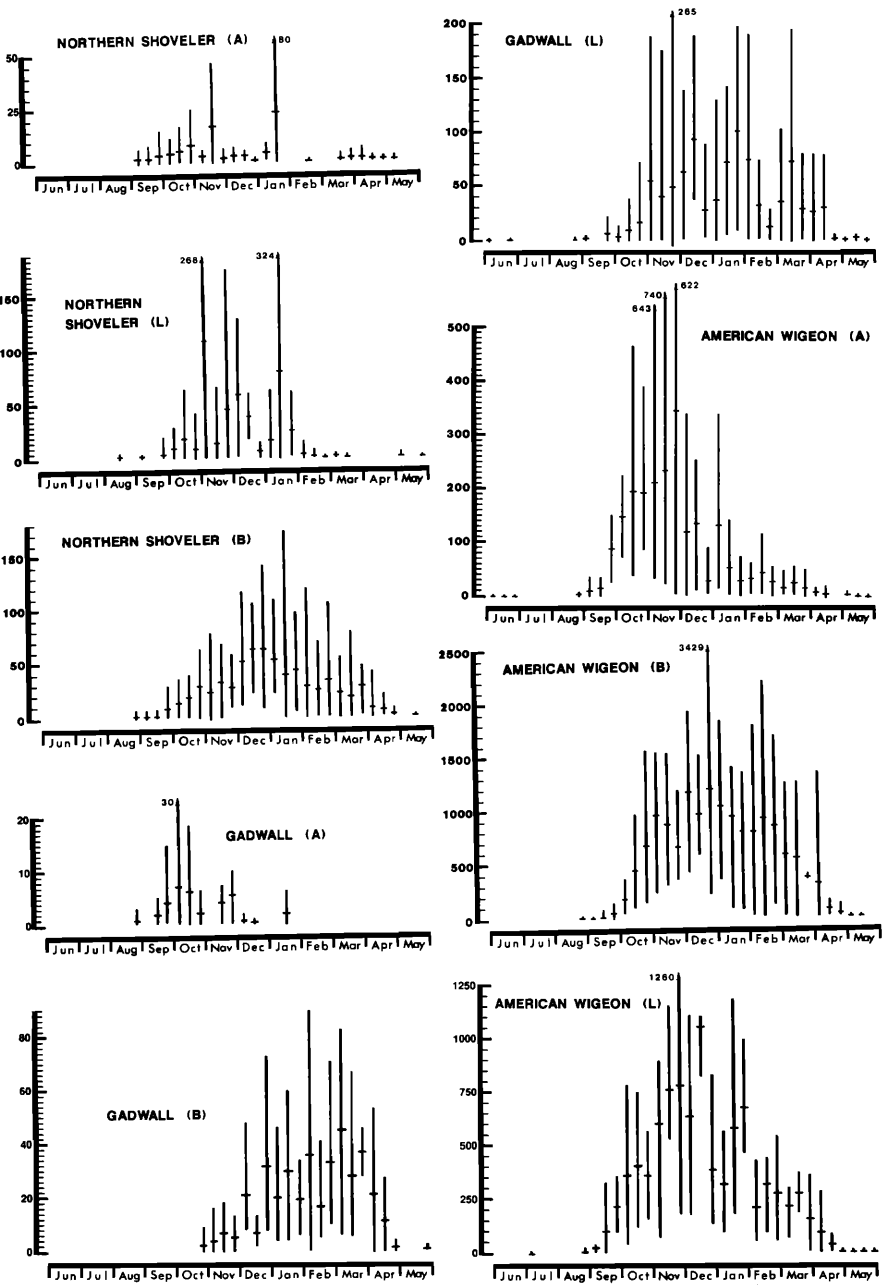 NORTHERN SHOVELER (A)
80
50
25
0
Jun Jul Aug Sep Oct Nov Dec Jan Feb Mar Apr May
NORTHERN
SHOVELER (L)
268
324
150
100
50
0
Jun Jul Aug Sep Oct Nov Dec Jan Feb Mar Apr May
NORTHERN SHOVELER (B)
150
100
50
0
Jun Jul Aug Sep Oct Nov Dec Jan Feb Mar Apr May
30
GADWALL (A)
20
10
0
Jun Jul Aug Sep Oct Nov Dec Jan Feb Mar Apr May
GADWALL (B)
80
60
40
20
0
Jun Jul Aug Sep Oct Nov Dec Jan Feb Mar Apr May
GADWALL (L)
265
200
150
100
50
0
Jun Jul Aug Sep Oct Nov Dec Jan Feb Mar Apr May
643
740
622
AMERICAN WIGEON (A)
500
400
300
200
100
0
Jun Jul Aug Sep Oct Nov Dec Jan Feb Mar Apr May
3429
AMERICAN WIGEON (B)
2500
2000
1500
1000
500
0
Jun Jul Aug Sep Oct Nov Dec Jan Feb Mar Apr May
1260
AMERICAN WIGEON (L)
1250
1000
750
500
250
0
Jun Jul Aug Sep Oct Nov Dec Jan Feb Mar Apr May